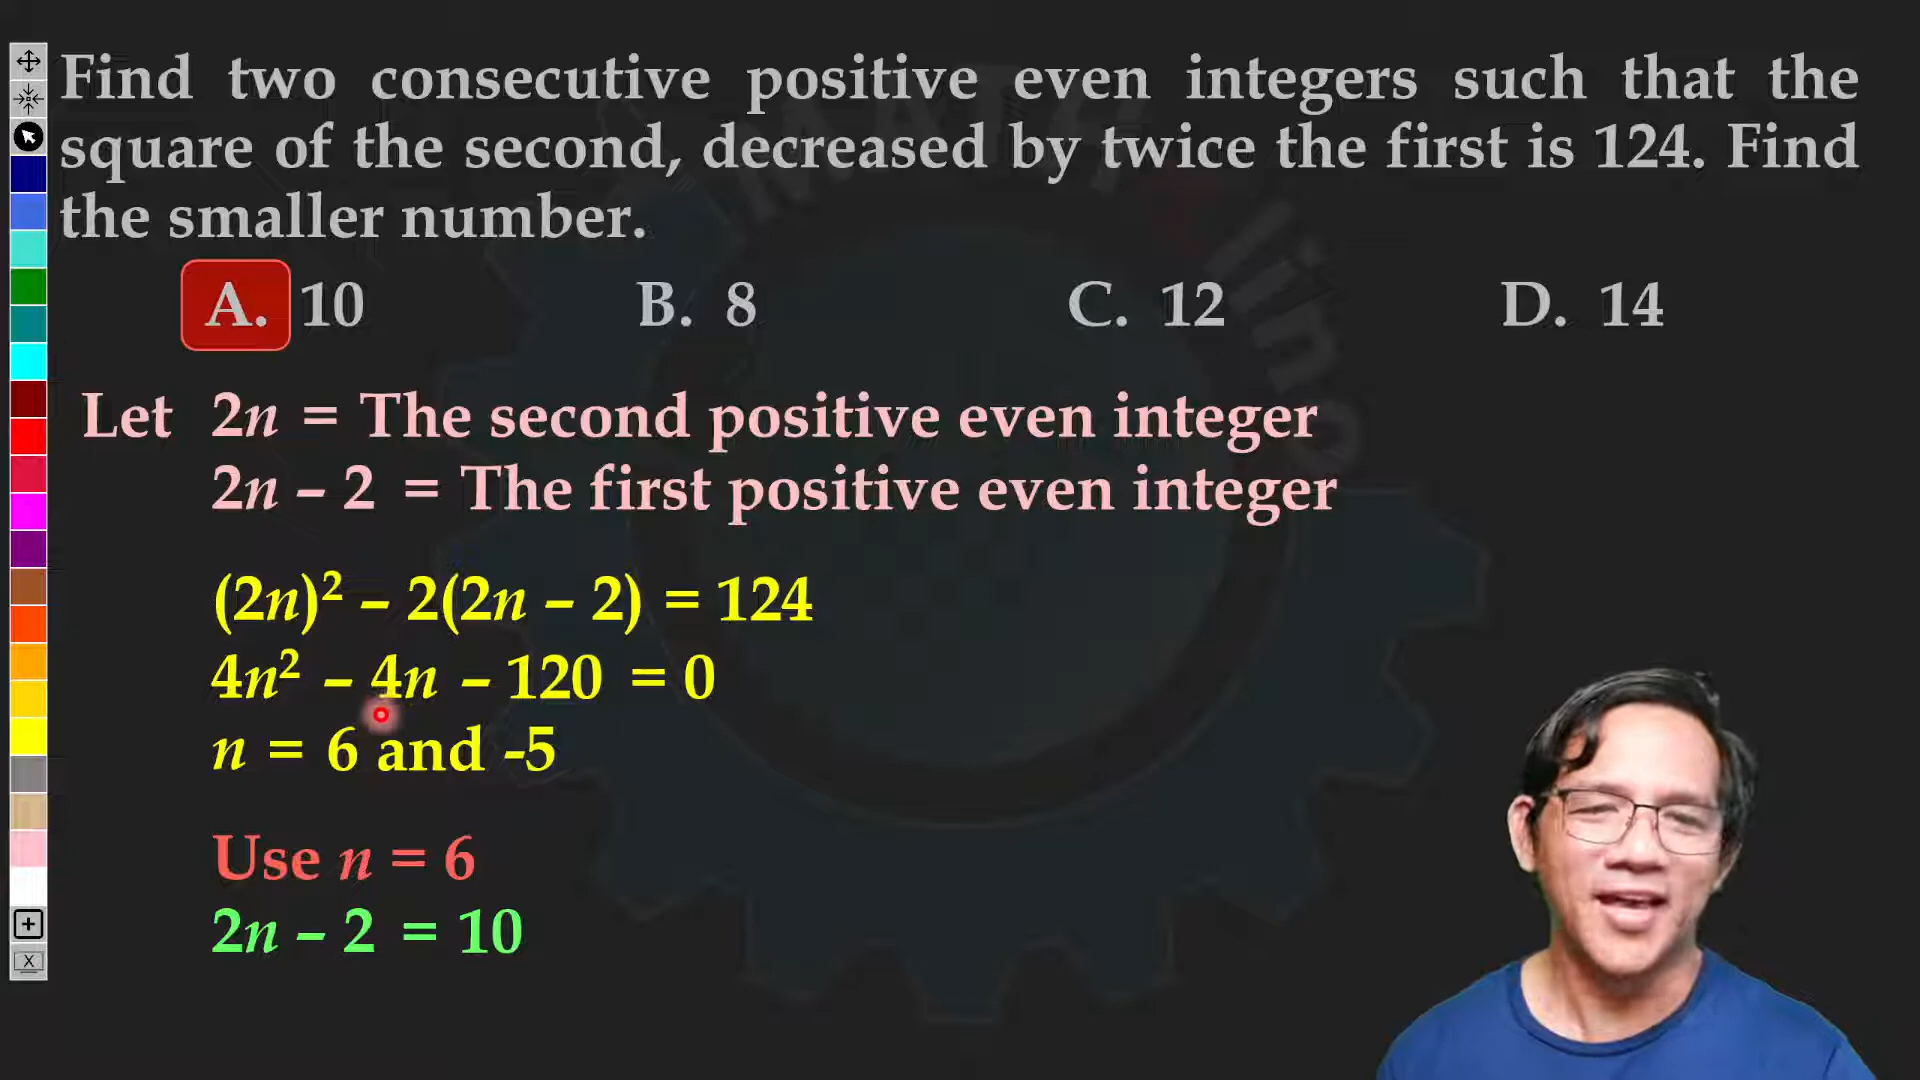 Find two consecutive positive even integers such that the
square of the second, decreased by twice the first is 124. Find
the smaller number.
A. 10 B. 8 C. 12 D. 14
Let 2n = The second positive even integer
2n – 2 = The first positive even integer
(2n)² – 2(2n – 2) = 124
4n² – 4n – 120 = 0
n = 6 and -5
Use n = 6
2n – 2 = 10
MATH
lino
X